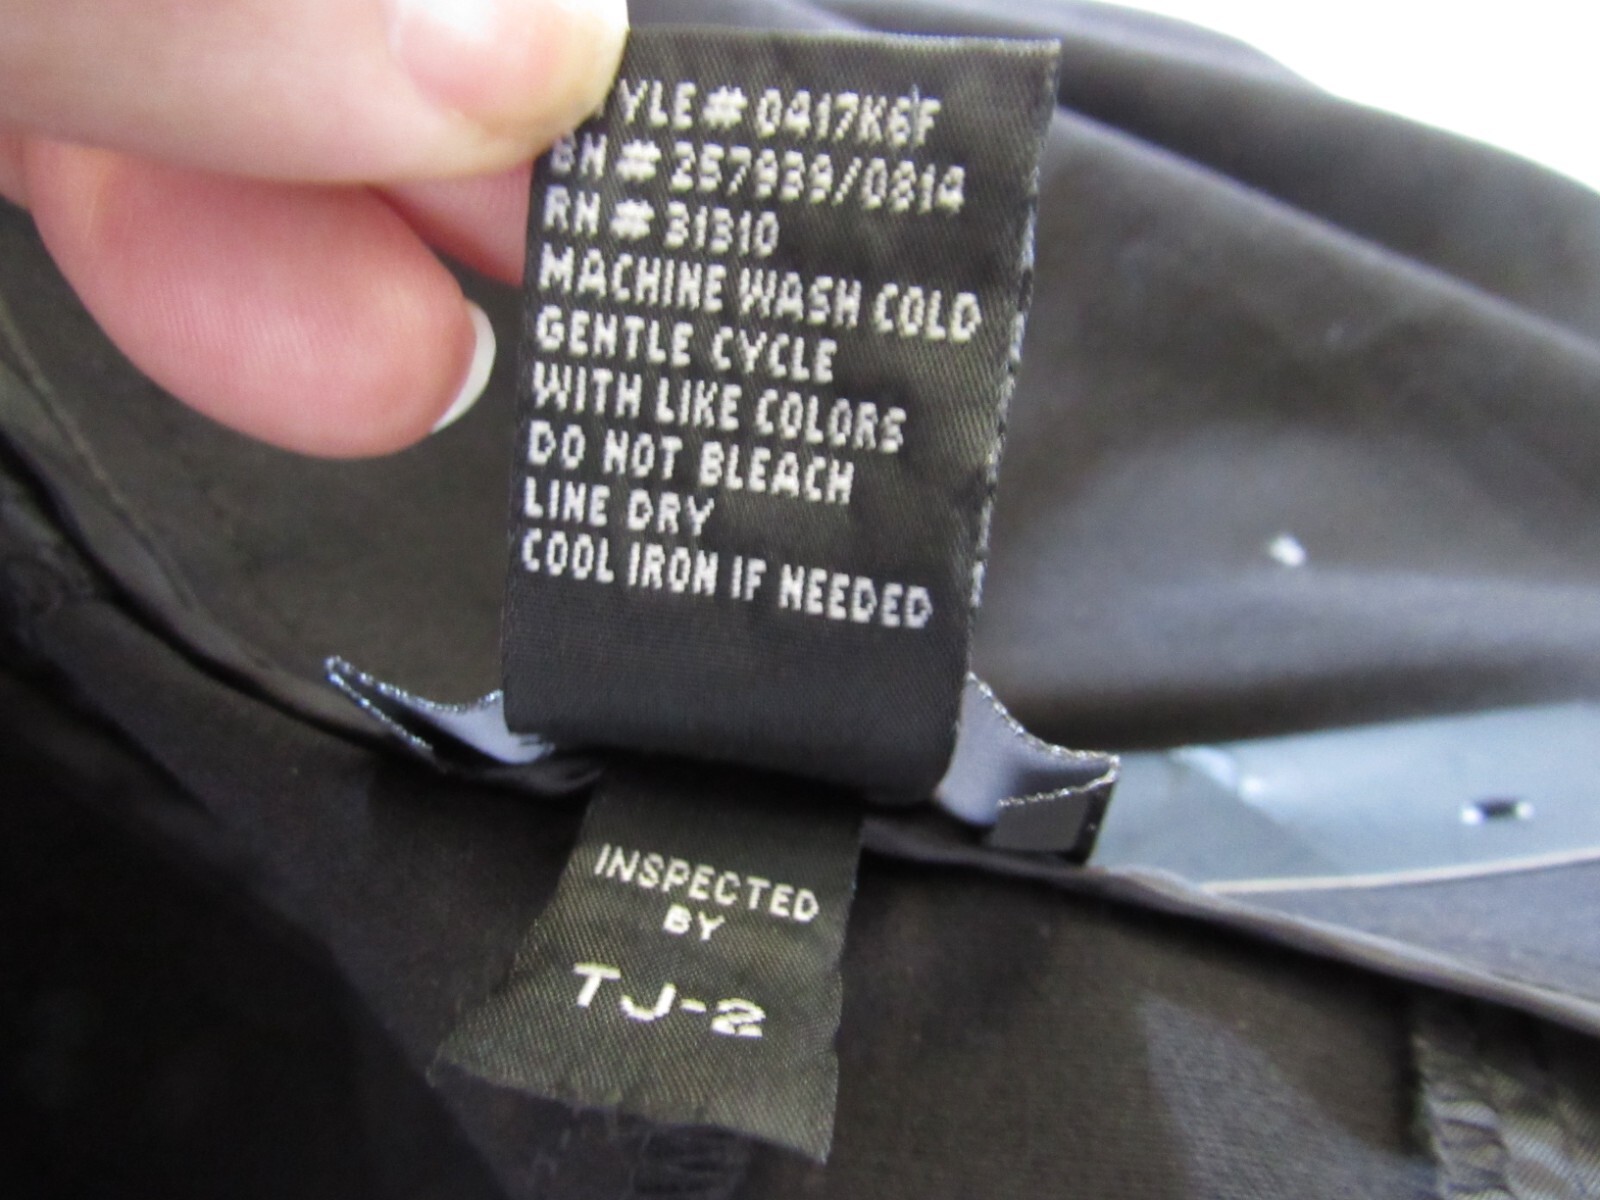 YLE # 0417K6F
BN # 257939/0814
RN # 31310
MACHINE WASH COLD
GENTLE CYCLE
WITH LIKE COLORS
DO NOT BLEACH
LINE DRY
COOL IRON IF NEEDED
INSPECTED
BY
TJ-2